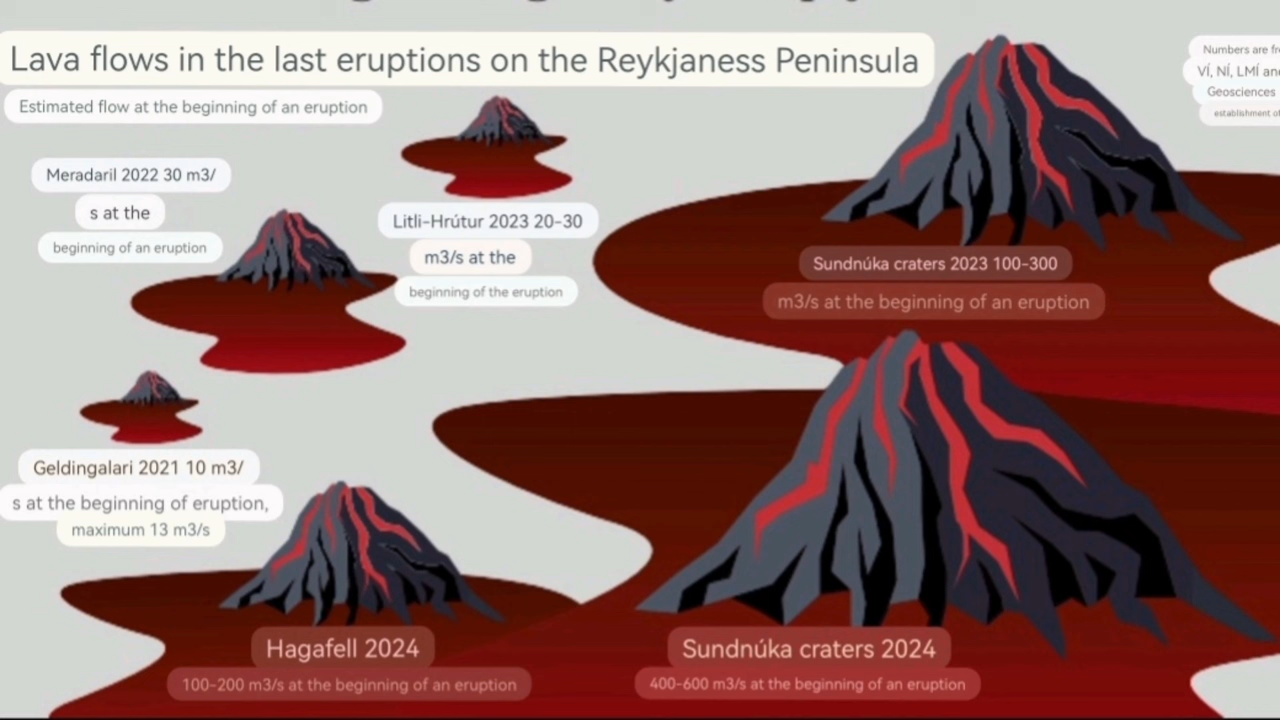 Lava flows in the last eruptions on the Reykjaness Peninsula
Estimated flow at the beginning of an eruption
Numbers are
VÍ, NÍ, LMÍ
Geosciences
establishment
Meradaril 2022 30 m3/
s at the
beginning of an eruption
Litli-Hrútur 2023 20-30
m3/s at the
beginning of the eruption
Sundnúka craters 2023 100-300
m3/s at the beginning of an eruption
Geldingalari 2021 10 m3/
s at the beginning of eruption,
maximum 13 m3/s
Hagafell 2024
100-200 m3/s at the beginning of an eruption
Sundnúka craters 2024
400-600 m3/s at the beginning of an eruption